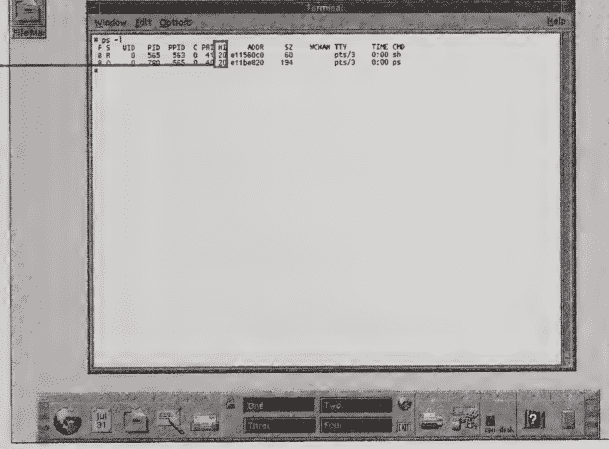 Terminal
Window Edit Options Help
# ps -l
F S UID PID PPID C PRI NI ADDR SZ WCHAN TTY TIME CMD
8 R 0 565 563 0 41 20 e11560c0 60 pts/3 0:00 sh
8 O 0 780 565 0 40 20 e11be820 194 pts/3 0:00 ps
#
Jul
31
One Two
Three Four
EXIT